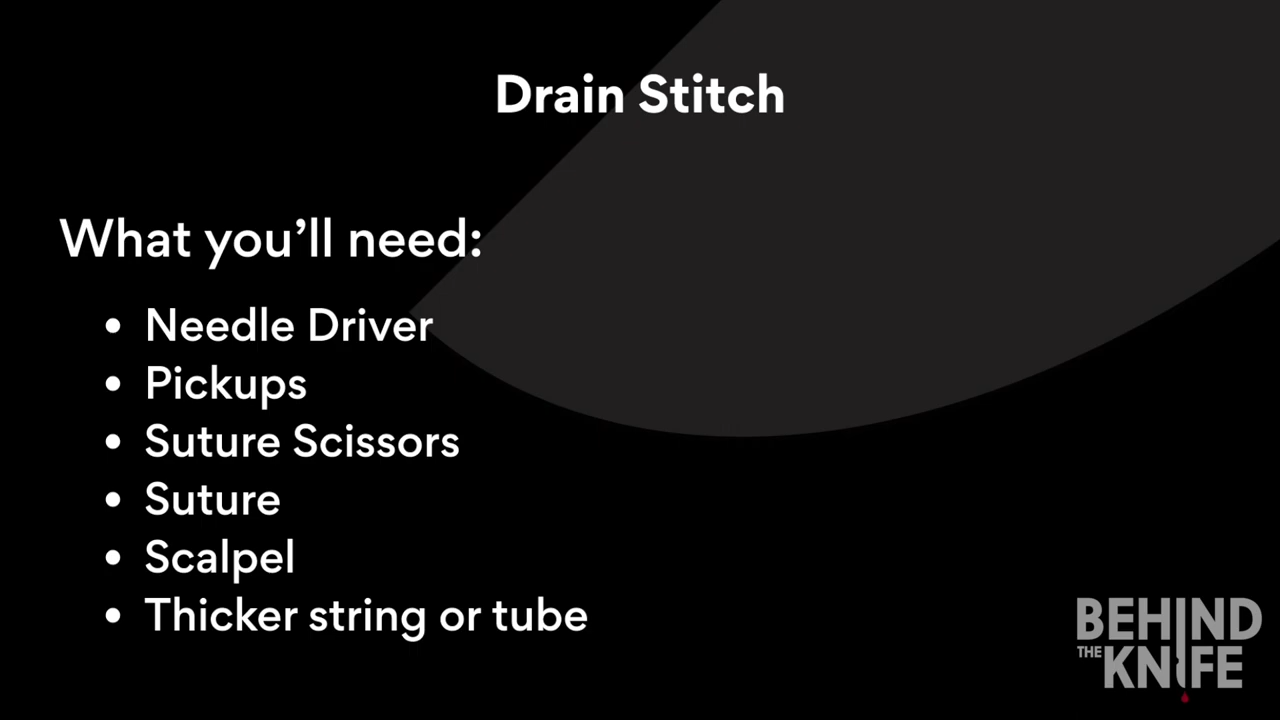 Drain Stitch
What you’ll need:
• Needle Driver
• Pickups
• Suture Scissors
• Suture
• Scalpel
• Thicker string or tube
BEHIND
THE KNIFE